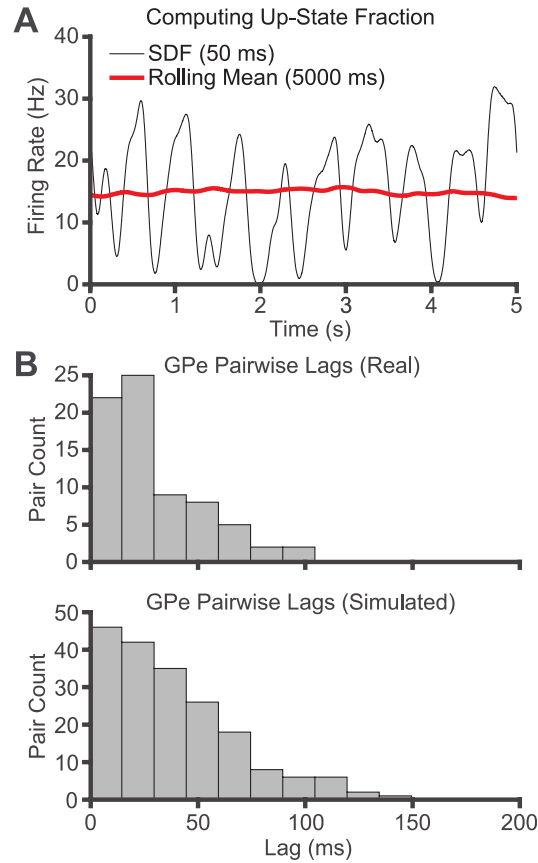 A
Computing Up-State Fraction
SDF (50 ms)
Rolling Mean (5000 ms)
Firing Rate (Hz)
40
30
20
10
0
0 1 2 3 4 5
Time (s)
B
GPe Pairwise Lags (Real)
Pair Count
25
20
15
10
5
0
GPe Pairwise Lags (Simulated)
Pair Count
50
40
30
20
10
0
0 50 100 150 200
Lag (ms)